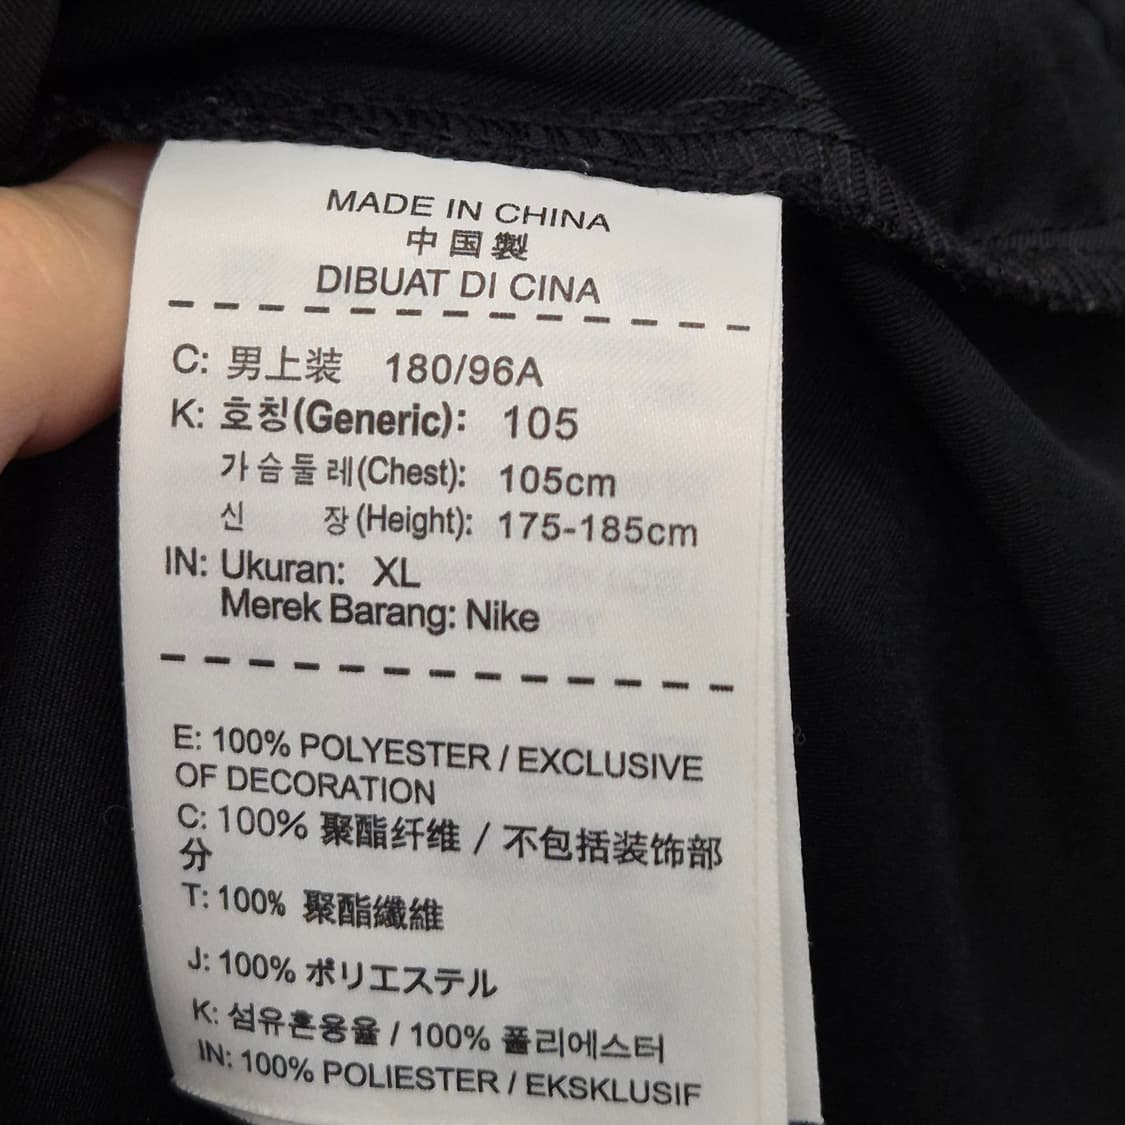 MADE IN CHINA
中国製
DIBUAT DI CINA
C: 男上装 180/96A
K: 호칭(Generic): 105
가슴둘레(Chest): 105cm
신 장(Height): 175-185cm
IN: Ukuran: XL
Merek Barang: Nike
E: 100% POLYESTER / EXCLUSIVE
OF DECORATION
C: 100% 聚酯纤维 / 不包括装饰部
分
T: 100% 聚酯纖維
J: 100% ポリエステル
K: 섬유혼용율 / 100% 폴리에스터
IN: 100% POLIESTER / EKSKLUSIF